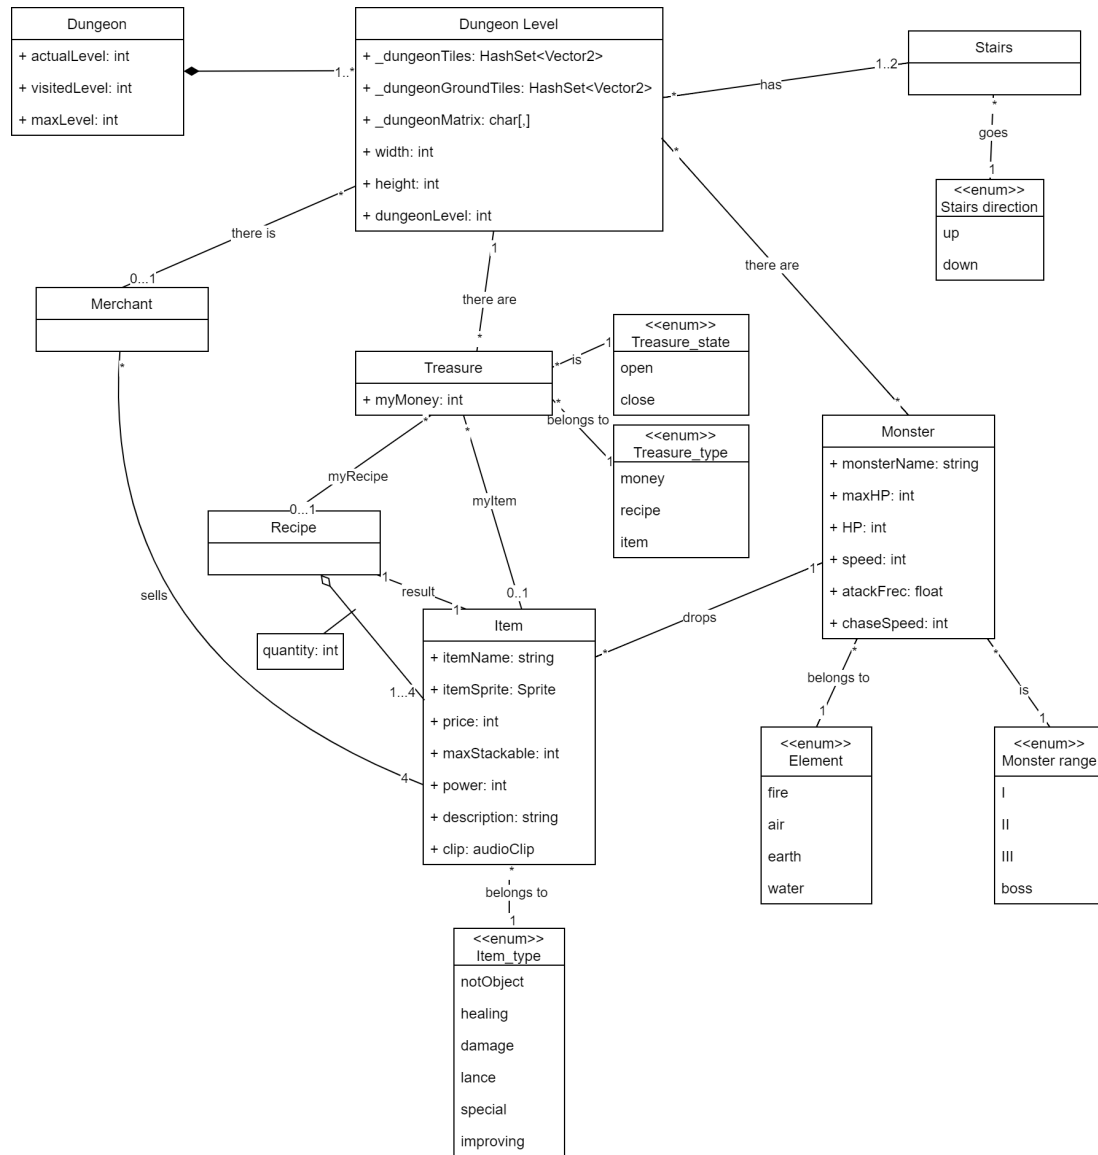 Dungeon
+ actualLevel: int
+ visitedLevel: int
+ maxLevel: int
1..*
Dungeon Level
+ _dungeonTiles: HashSet<Vector2>
+ _dungeonGroundTiles: HashSet<Vector2>
+ _dungeonMatrix: char[,]
+ width: int
+ height: int
+ dungeonLevel: int
*
has
1..2
Stairs
*
goes
1
<<enum>>
Stairs direction
up
down
*
there is
0...1
Merchant
*
sells
4
1
there are
*
Treasure
+ myMoney: int
*
is
1
<<enum>>
Treasure_state
open
close
*
belongs to
1
<<enum>>
Treasure_type
money
recipe
item
*
there are
*
Monster
+ monsterName: string
+ maxHP: int
+ HP: int
+ speed: int
+ atackFrec: float
+ chaseSpeed: int
*
myRecipe
0...1
Recipe
*
myItem
0..1
1
result
1
quantity: int
1...4
Item
+ itemName: string
+ itemSprite: Sprite
+ price: int
+ maxStackable: int
+ power: int
+ description: string
+ clip: audioClip
1
drops
*
*
belongs to
1
<<enum>>
Element
fire
air
earth
water
*
is
1
<<enum>>
Monster range
I
II
III
boss
*
belongs to
1
<<enum>>
Item_type
notObject
healing
damage
lance
special
improving